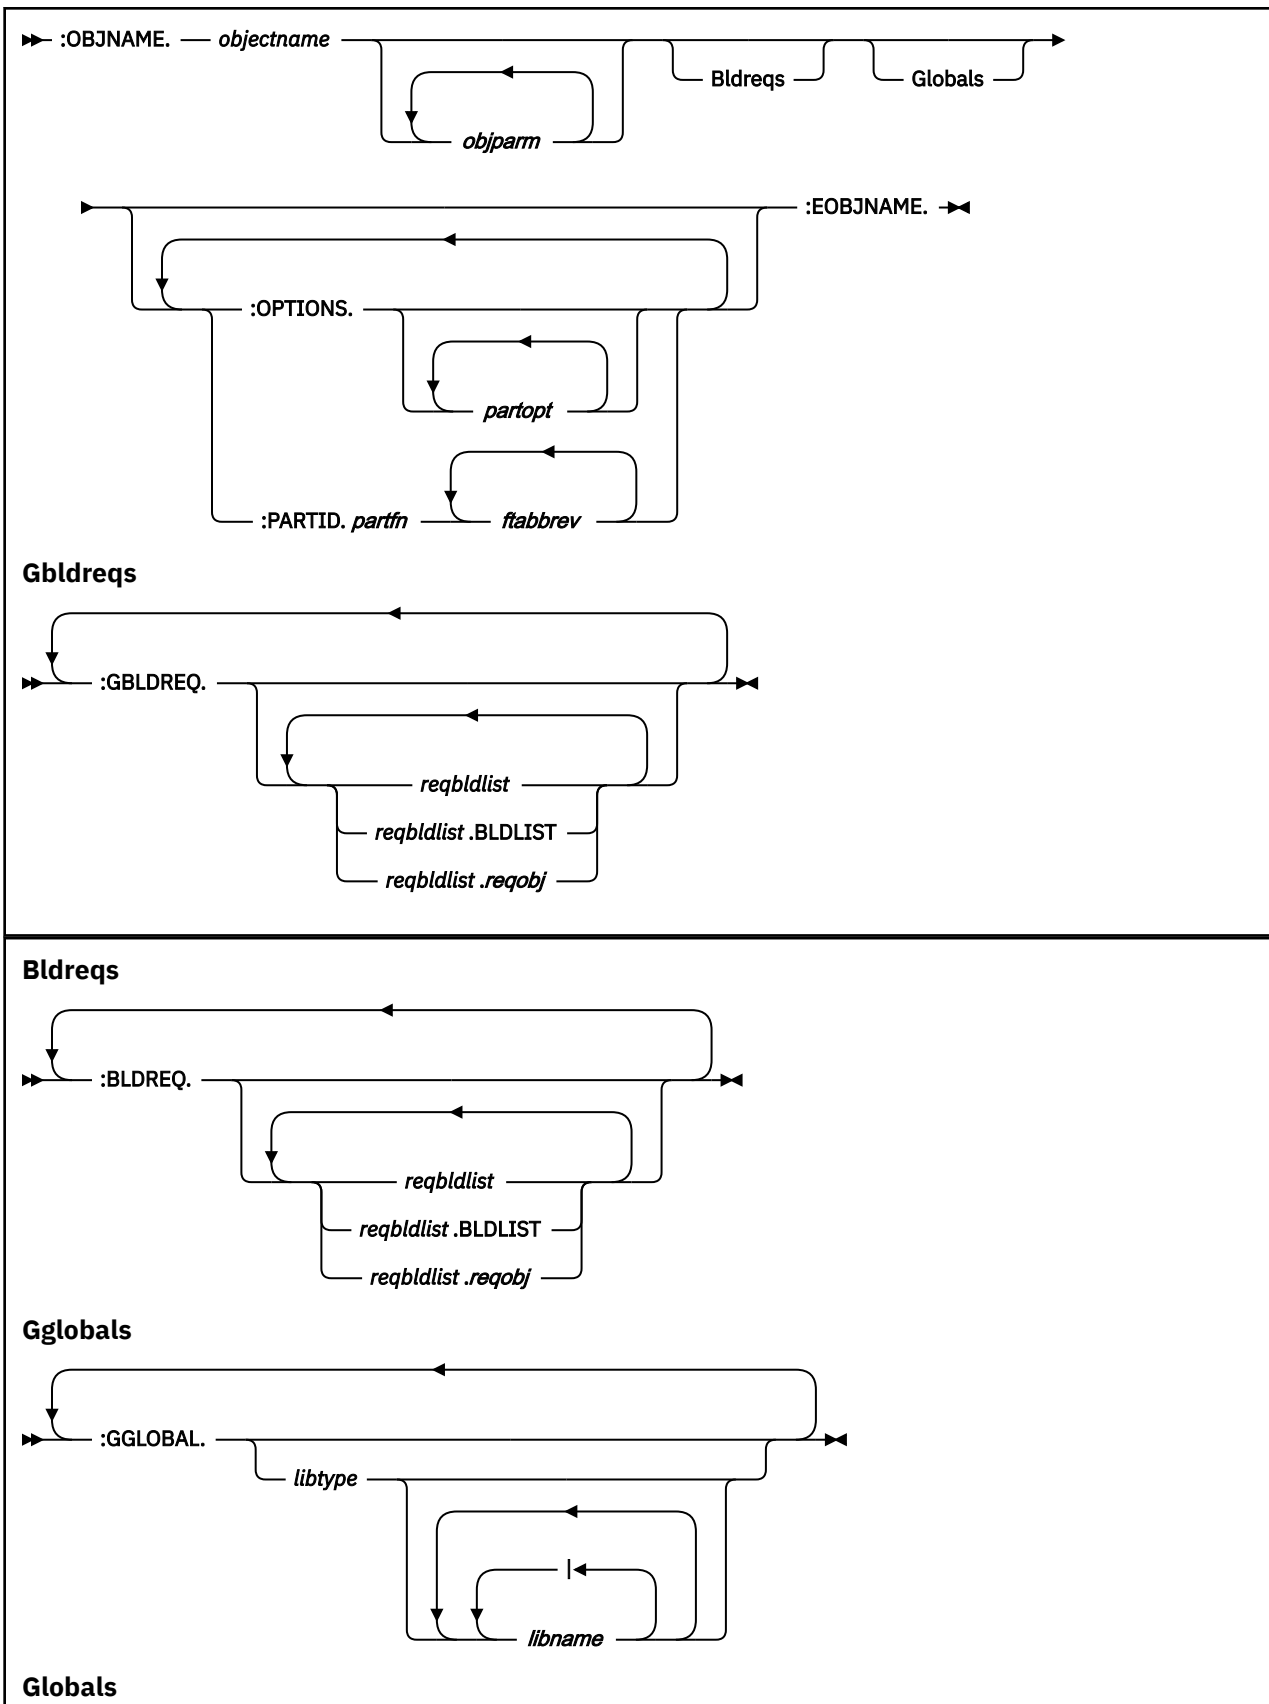 :OBJNAME. objectname
Bldreqs
Globals
objparm
:EOBJNAME.
:OPTIONS.
partopt
:PARTID. partfn ftabbrev
Gbldreqs
:GBLDREQ.
reqbldlist
reqbldlist .BLDLIST
reqbldlist .reqobj
Bldreqs
:BLDREQ.
reqbldlist
reqbldlist .BLDLIST
reqbldlist .reqobj
Gglobals
:GGLOBAL.
libtype
|
libname
Globals